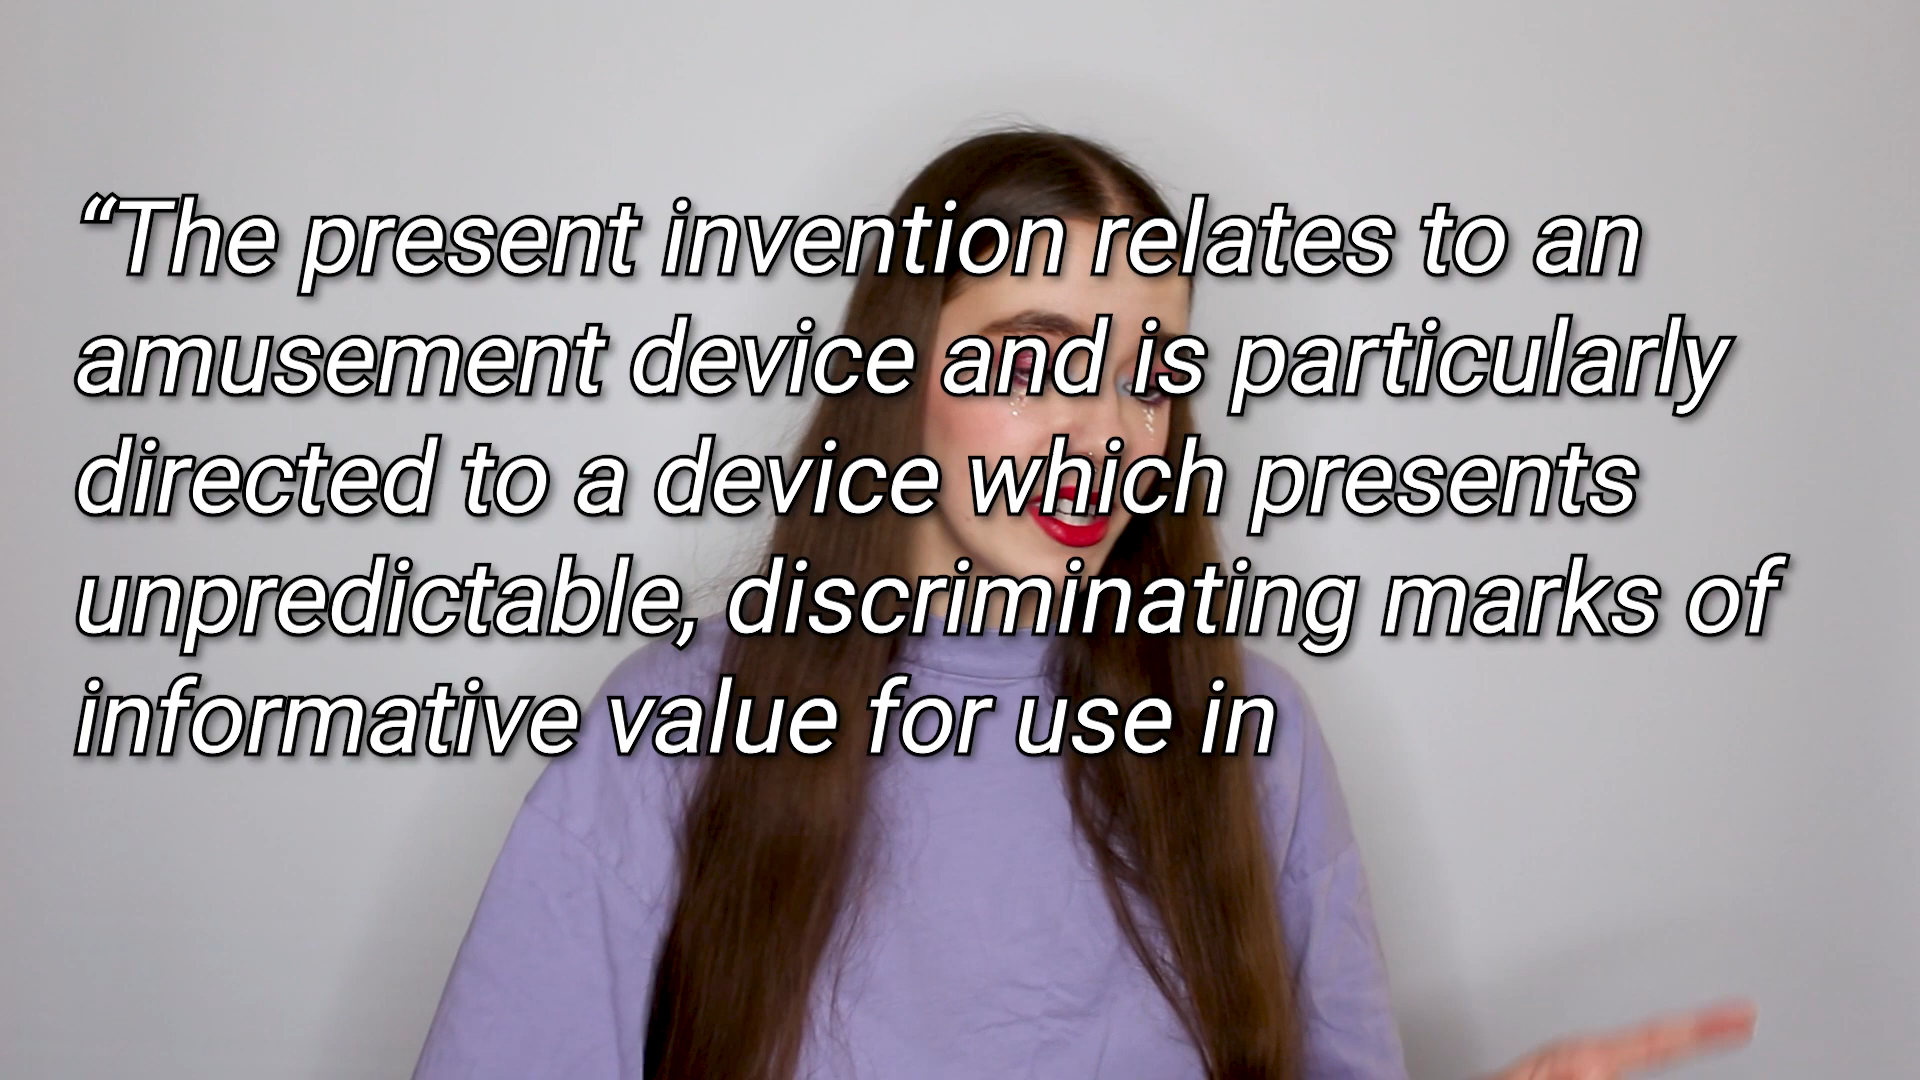 “The present invention relates to an
amusement device and is particularly
directed to a device which presents
unpredictable, discriminating marks of
informative value for use in